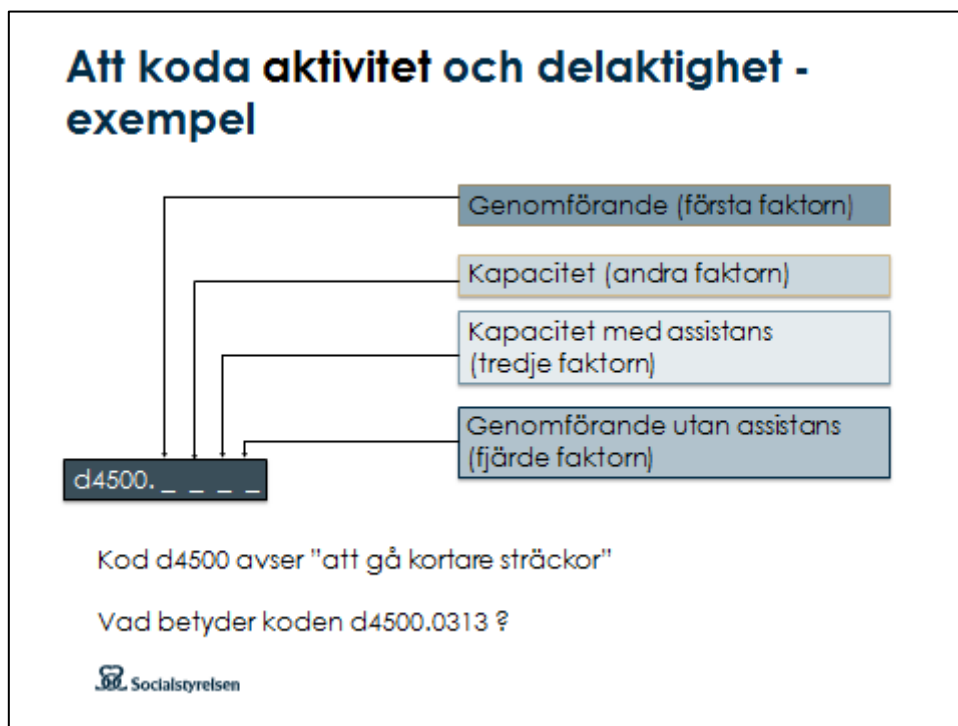 Att koda aktivitet och delaktighet -
exempel
Genomförande (första faktorn)
Kapacitet (andra faktorn)
Kapacitet med assistans
(tredje faktorn)
Genomförande utan assistans
(fjärde faktorn)
d4500. _ _ _ _
Kod d4500 avser ”att gå kortare sträckor”
Vad betyder koden d4500.0313 ?
Socialstyrelsen